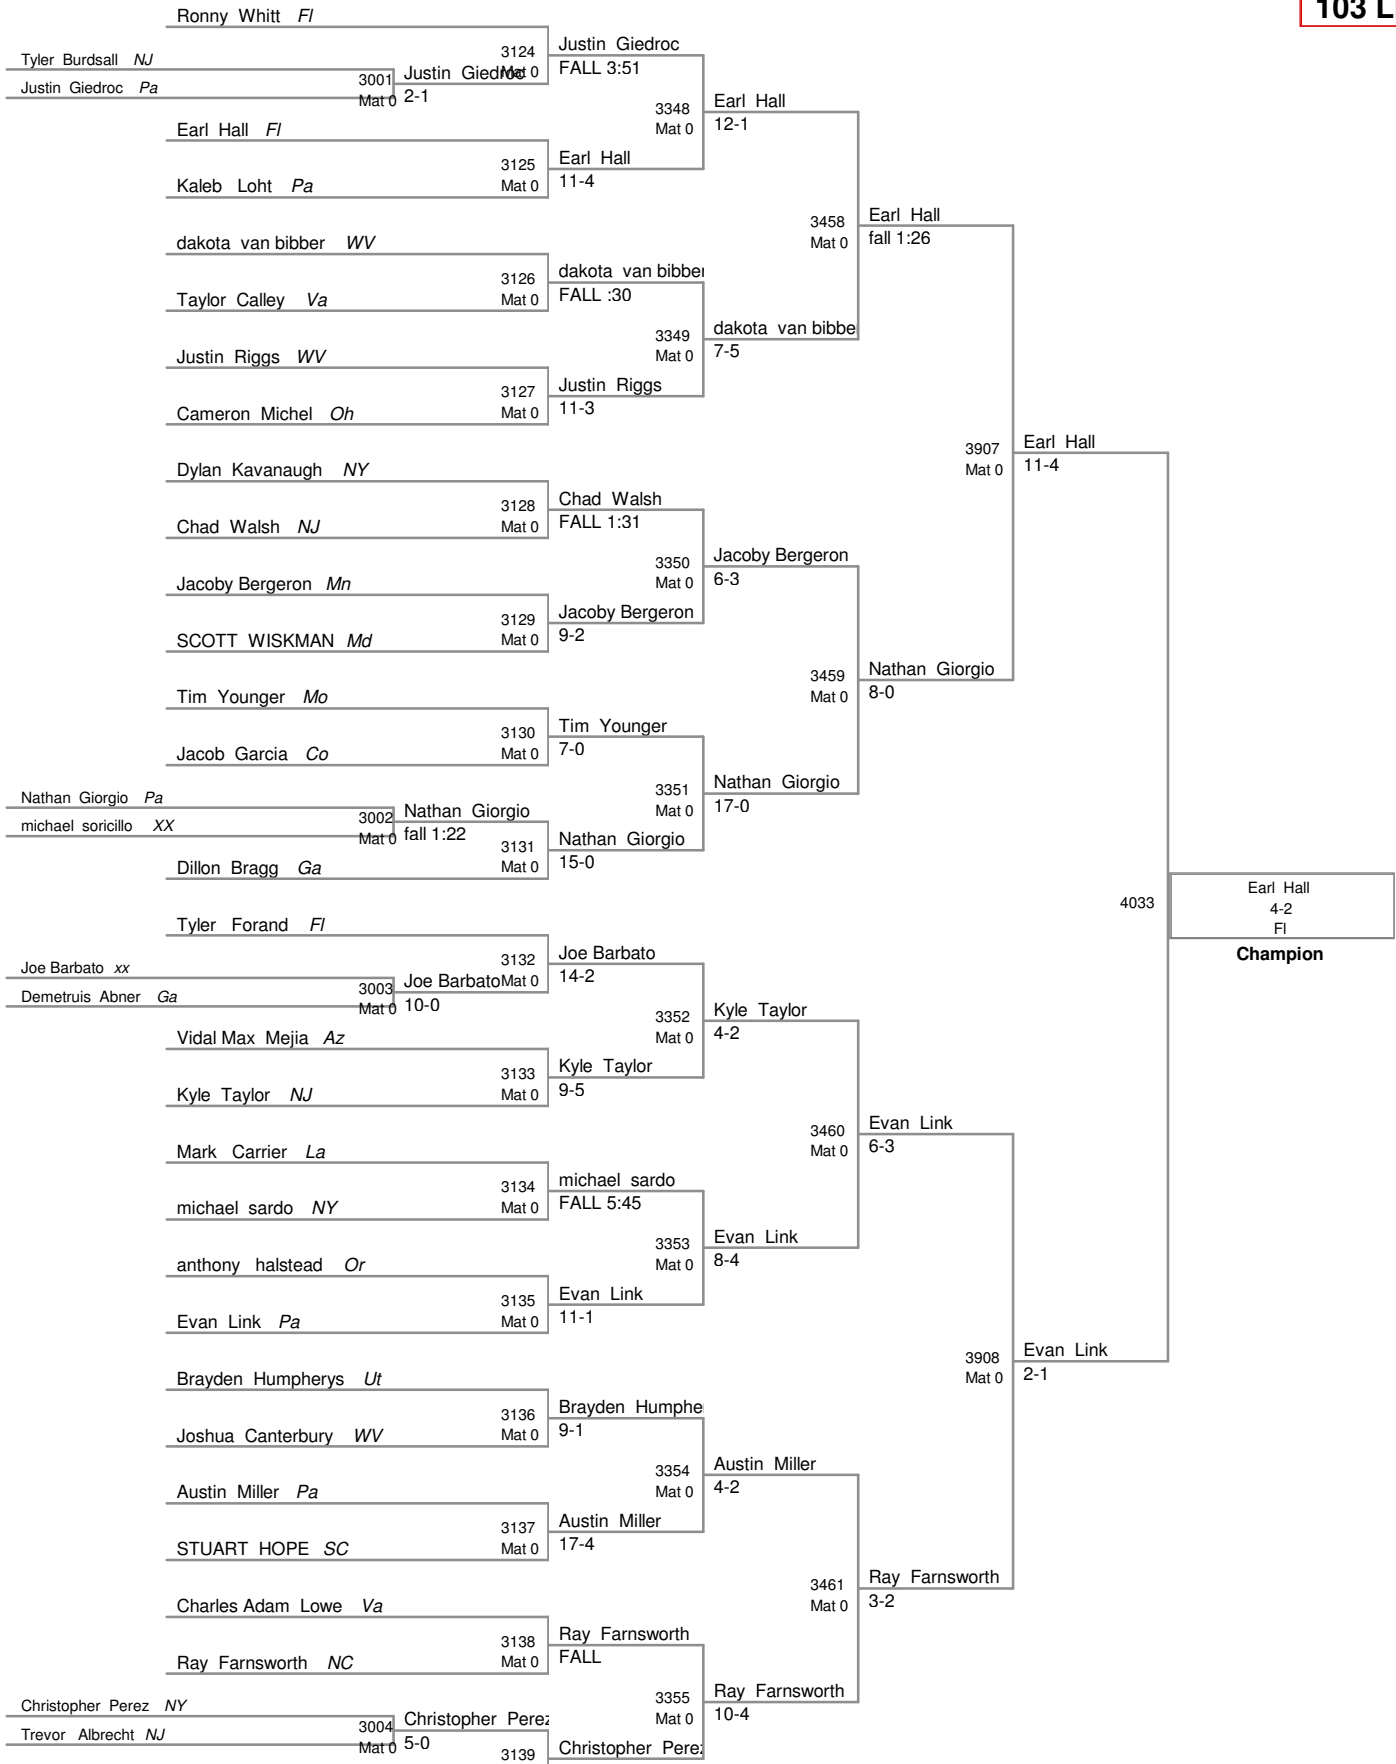 103 L
Ronny Whitt Fl
Tyler Burdsall NJ
Justin Giedroc Pa
3001
Mat 0
Justin Giedroc
2-1
3124
Mat 0
Justin Giedroc
FALL 3:51
Earl Hall Fl
Kaleb Loht Pa
3125
Mat 0
Earl Hall
11-4
3348
Mat 0
Earl Hall
12-1
dakota van bibber WV
Taylor Calley Va
3126
Mat 0
dakota van bibber
FALL :30
Justin Riggs WV
Cameron Michel Oh
3127
Mat 0
Justin Riggs
11-3
3349
Mat 0
dakota van bibbe
7-5
3458
Mat 0
Earl Hall
fall 1:26
Dylan Kavanaugh NY
Chad Walsh NJ
3128
Mat 0
Chad Walsh
FALL 1:31
Jacoby Bergeron Mn
SCOTT WISKMAN Md
3129
Mat 0
Jacoby Bergeron
9-2
3350
Mat 0
Jacoby Bergeron
6-3
Tim Younger Mo
Jacob Garcia Co
3130
Mat 0
Tim Younger
7-0
Nathan Giorgio Pa
michael soricillo XX
3002
Mat 0
Nathan Giorgio
fall 1:22
Dillon Bragg Ga
3131
Mat 0
Nathan Giorgio
15-0
3351
Mat 0
Nathan Giorgio
17-0
3459
Mat 0
Nathan Giorgio
8-0
3907
Mat 0
Earl Hall
11-4
Tyler Forand Fl
Joe Barbato xx
Demetruis Abner Ga
3003
Mat 0
Joe Barbato
10-0
3132
Mat 0
Joe Barbato
14-2
Vidal Max Mejia Az
Kyle Taylor NJ
3133
Mat 0
Kyle Taylor
9-5
3352
Mat 0
Kyle Taylor
4-2
Mark Carrier La
michael sardo NY
3134
Mat 0
michael sardo
FALL 5:45
anthony halstead Or
Evan Link Pa
3135
Mat 0
Evan Link
11-1
3353
Mat 0
Evan Link
8-4
3460
Mat 0
Evan Link
6-3
Brayden Humpherys Ut
Joshua Canterbury WV
3136
Mat 0
Brayden Humphe
9-1
Austin Miller Pa
STUART HOPE SC
3137
Mat 0
Austin Miller
17-4
3354
Mat 0
Austin Miller
4-2
Charles Adam Lowe Va
Ray Farnsworth NC
3138
Mat 0
Ray Farnsworth
FALL
Christopher Perez NY
Trevor Albrecht NJ
3004
Mat 0
Christopher Perez
5-0
3139
Christopher Perez
3355
Mat 0
Ray Farnsworth
10-4
3461
Mat 0
Ray Farnsworth
3-2
3908
Mat 0
Evan Link
2-1
4033
Earl Hall
4-2
Fl
Champion